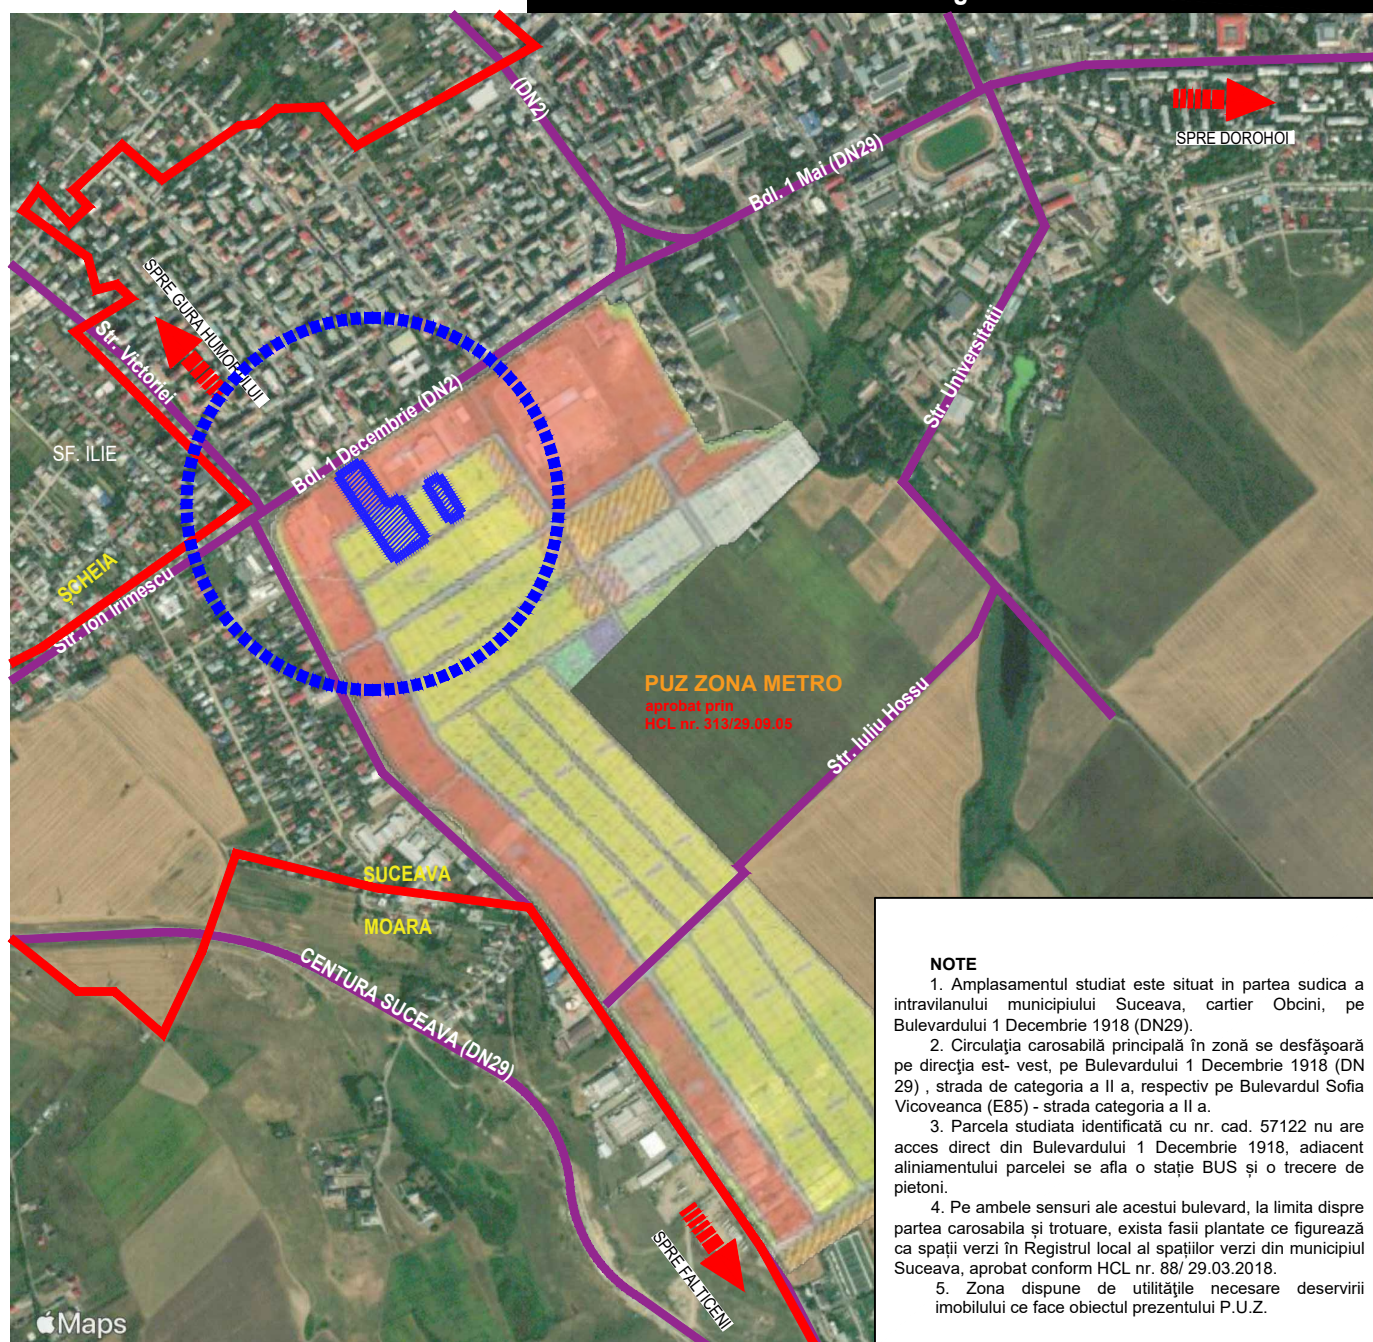 (DN2)
Bdl. 1 Mai (DN29)
SPRE DOROHOI
SPRE GURA HUMORULUI
Str. Victoriei
Bdl. 1 Decembrie (DN2)
Str. Universitatii
SF. ILIE
ȘCHEIA
Str. Ion Irimescu
PUZ ZONA METRO
aprobat prin
HCL nr. 313/29.09.05
Str. Iuliu Hossu
SUCEAVA
MOARA
CENTURA SUCEAVA (DN29)
SPRE FALTICENI
NOTE
1. Amplasamentul studiat este situat in partea sudica a
intravilanului municipiului Suceava, cartier Obcini, pe
Bulevardului 1 Decembrie 1918 (DN29).
2. Circulaţia carosabilă principală în zonă se desfăşoară
pe direcţia est- vest, pe Bulevardului 1 Decembrie 1918 (DN
29) , strada de categoria a II a, respectiv pe Bulevardul Sofia
Vicoveanca (E85) - strada categoria a II a.
3. Parcela studiata identificată cu nr. cad. 57122 nu are
acces direct din Bulevardului 1 Decembrie 1918, adiacent
aliniamentului parcelei se afla o stație BUS și o trecere de
pietoni.
4. Pe ambele sensuri ale acestui bulevard, la limita dispre
partea carosabila și trotuare, exista fasii plantate ce figurează
ca spații verzi în Registrul local al spațiilor verzi din municipiul
Suceava, aprobat conform HCL nr. 88/ 29.03.2018.
5. Zona dispune de utilităţile necesare deservirii
imobilului ce face obiectul prezentului P.U.Z.
Maps